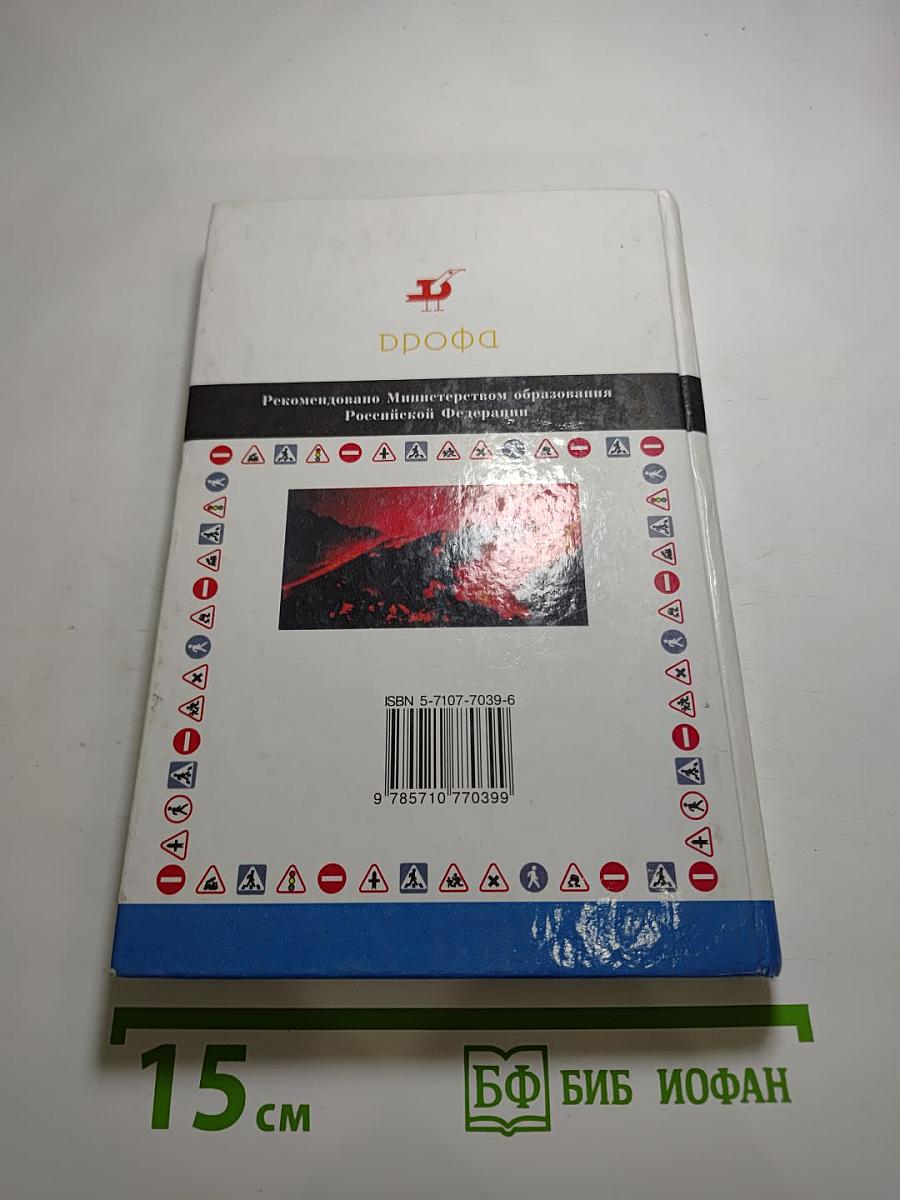 дрофа
Рекомендовано Министерством образования
Российской Федерации
ISBN 5-7107-7039-6
9 785710 770399
15 см
БФ БИБ ИОФАН